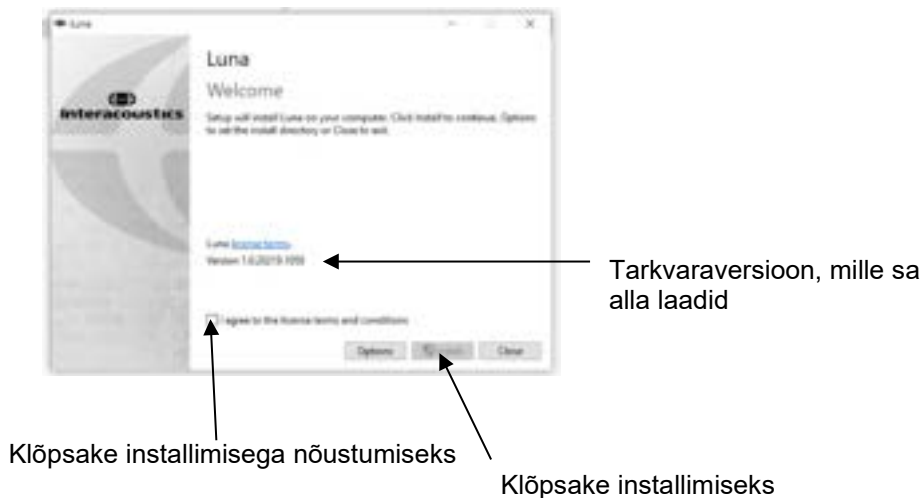 Luna
Luna
Welcome
interacoustics
Setup will install Luna on your computer. Click Install to continue, Options
to set the install directory or Close to exit.
Luna license terms.
Version
I agree to the license terms and conditions
Options
Close
Tarkvaraversioon, mille sa
alla laadid
Klõpsake installimisega nõustumiseks
Klõpsake installimiseks